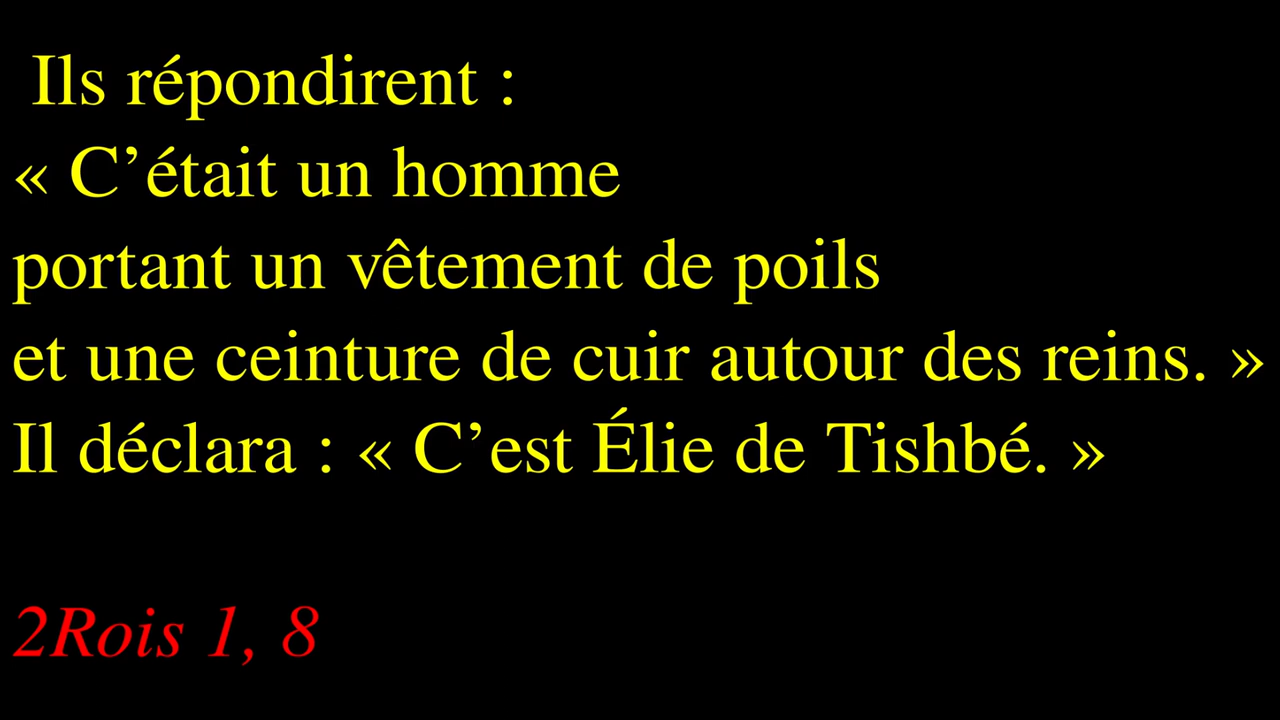 Ils répondirent :
« C’était un homme
portant un vêtement de poils
et une ceinture de cuir autour des reins. »
Il déclara : « C’est Élie de Tishbé. »
2Rois 1, 8